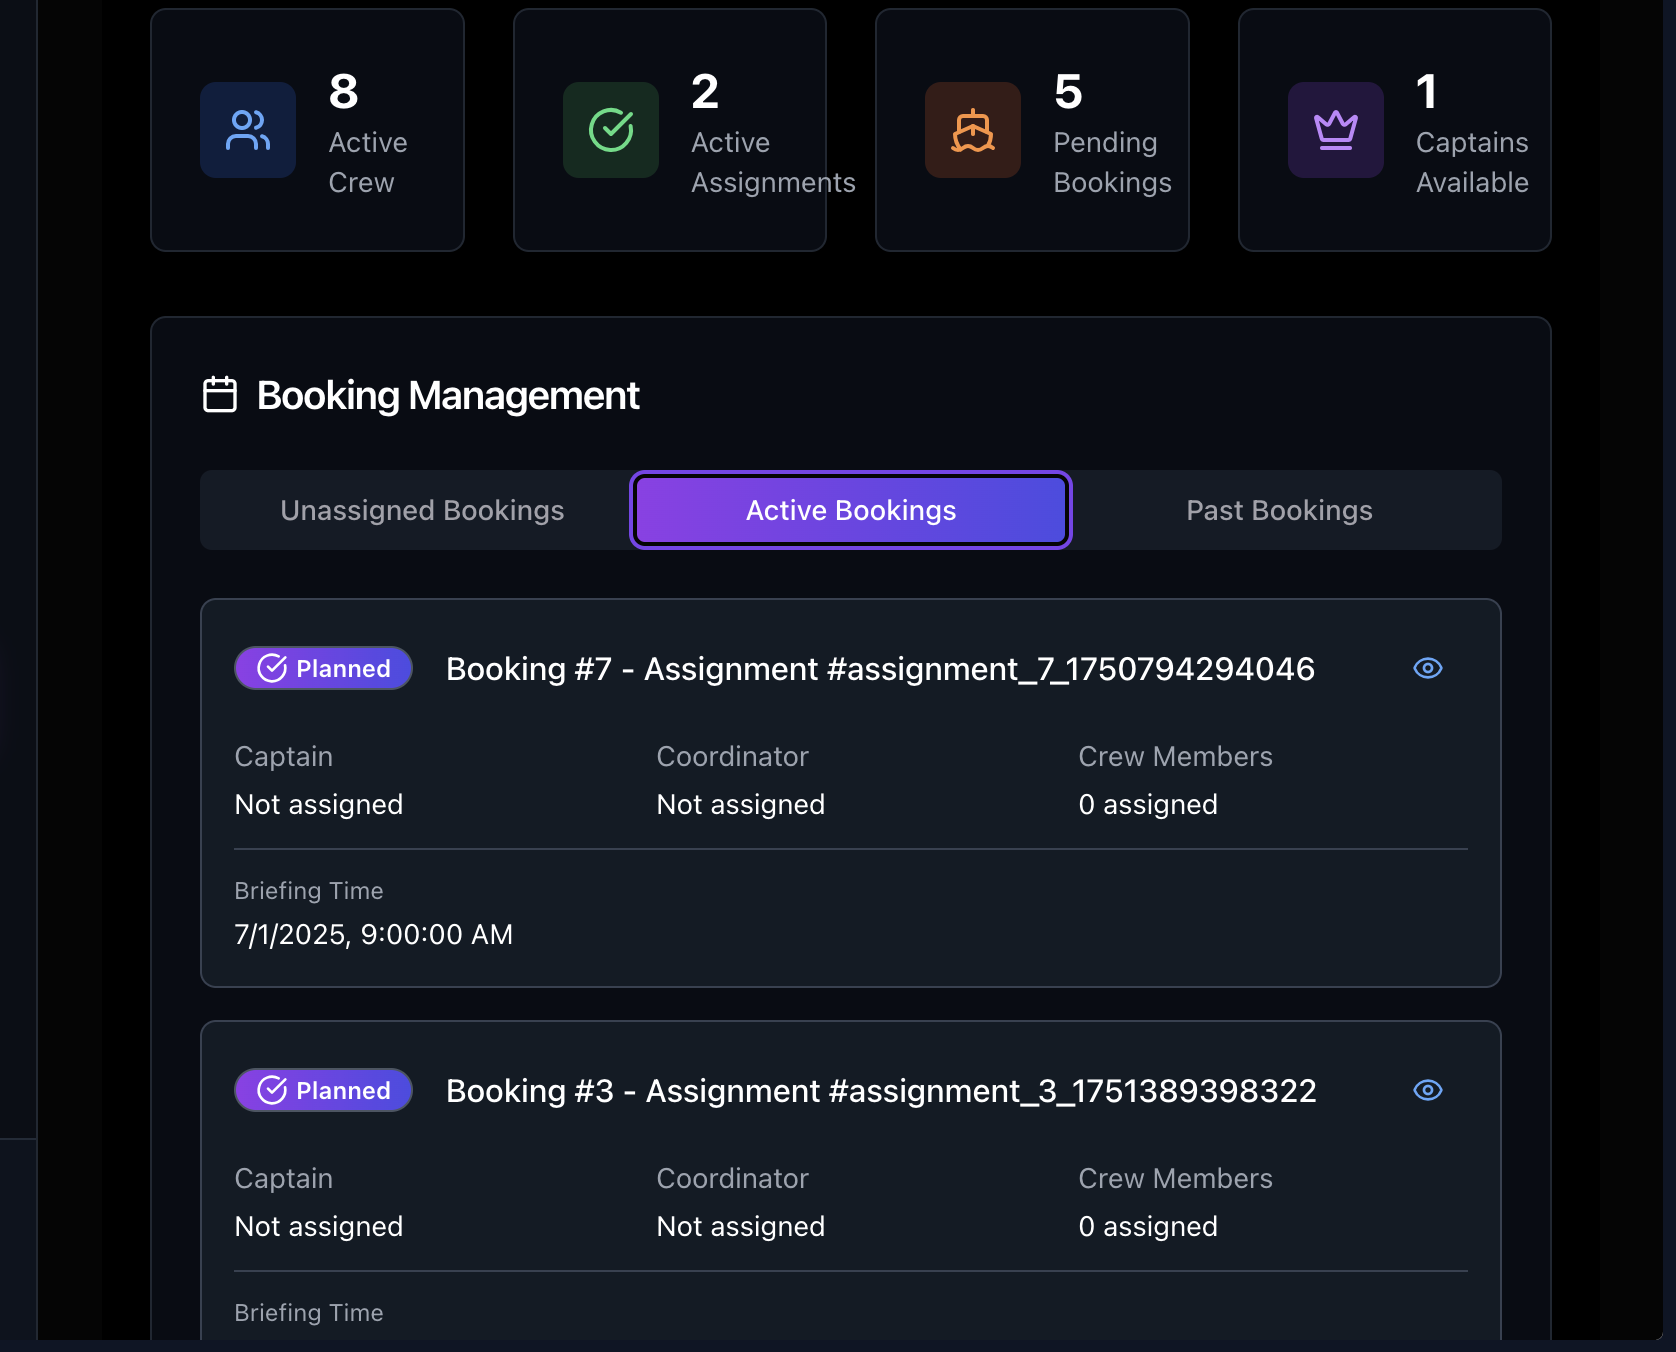 8
Active
Crew
2
Active
Assignments
5
Pending
Bookings
1
Captains
Available
Booking Management
Unassigned Bookings
Active Bookings
Past Bookings
Planned
Booking #7 - Assignment #assignment_7_1750794294046
Captain
Coordinator
Crew Members
Not assigned
Not assigned
0 assigned
Briefing Time
7/1/2025, 9:00:00 AM
Planned
Booking #3 - Assignment #assignment_3_1751389398322
Captain
Coordinator
Crew Members
Not assigned
Not assigned
0 assigned
Briefing Time